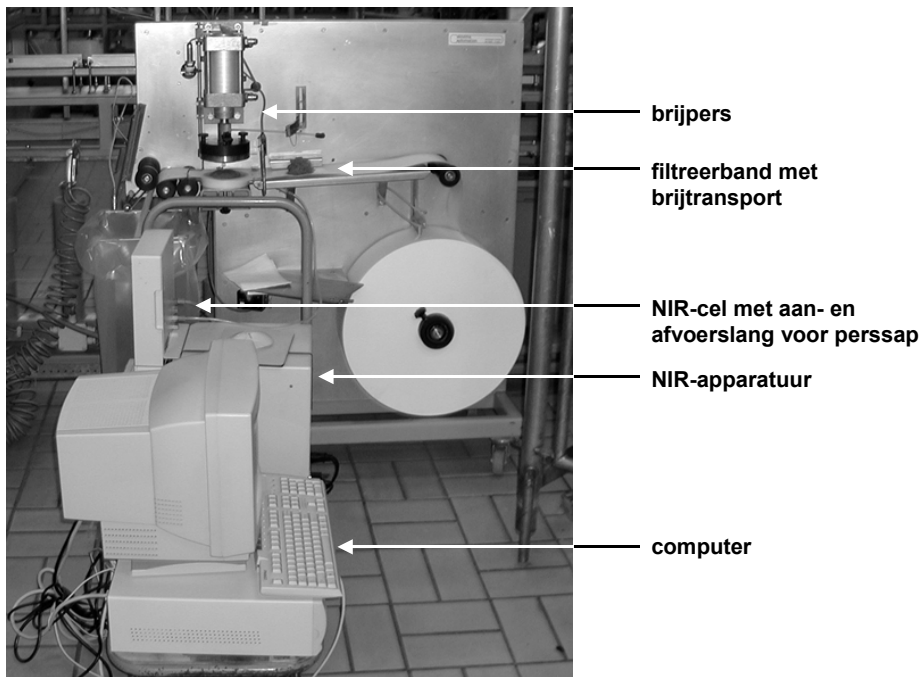 brijpers
filtreerband met
brijtransport
NIR-cel met aan- en
afvoerslang voor perssap
NIR-apparatuur
computer